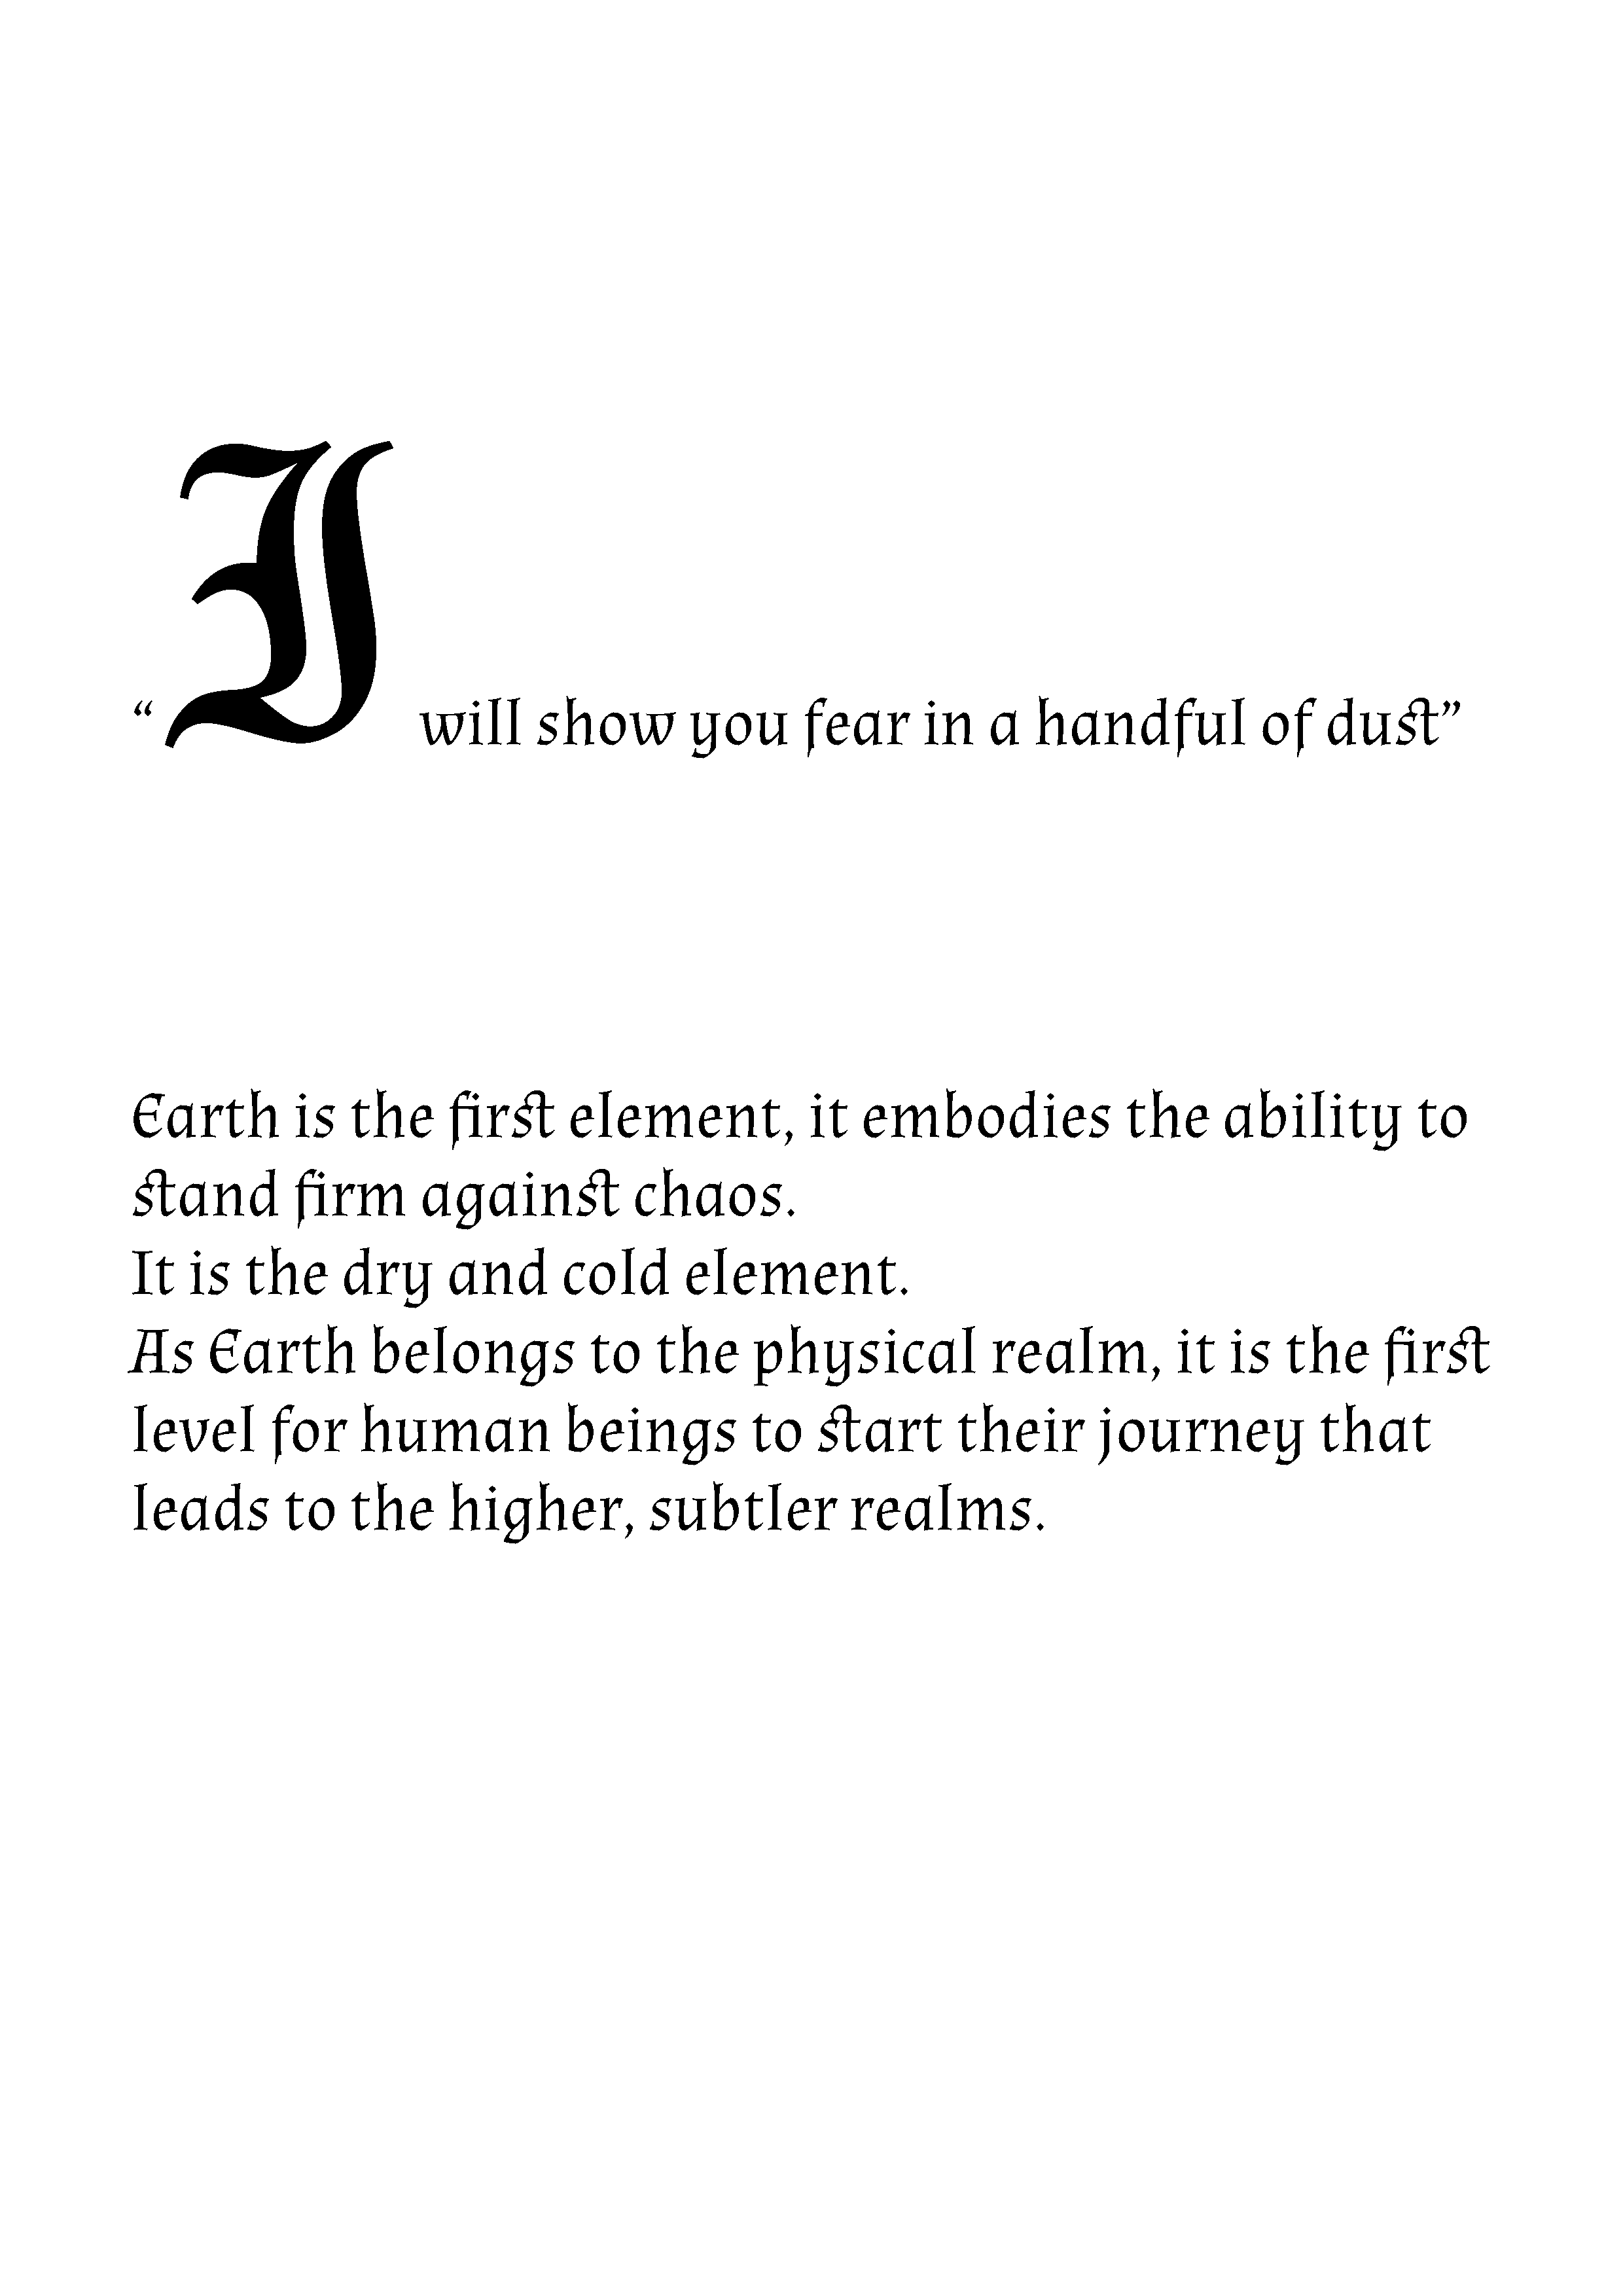 “I will show you fear in a handful of dust”
Earth is the first element, it embodies the ability to
stand firm against chaos.
It is the dry and cold element.
As Earth belongs to the physical realm, it is the first
level for human beings to start their journey that
leads to the higher, subtler realms.